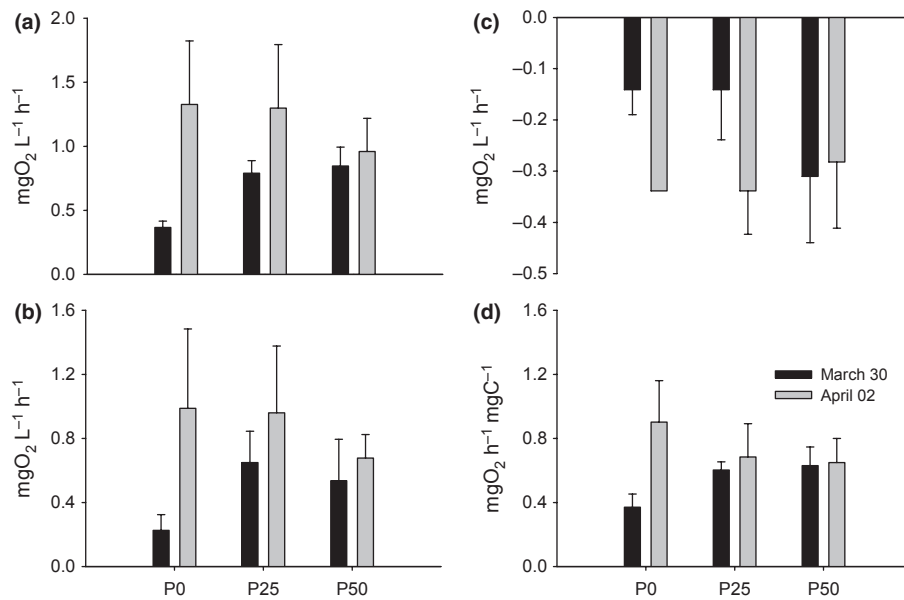 (a)
mgO₂ L⁻¹ h⁻¹
2.0
1.5
1.0
0.5
0.0
(c)
mgO₂ L⁻¹ h⁻¹
0.0
−0.1
−0.2
−0.3
−0.4
−0.5
(b)
mgO₂ L⁻¹ h⁻¹
1.6
1.2
0.8
0.4
0.0
P0 P25 P50
(d)
mgO₂ h⁻¹ mgC⁻¹
1.6
1.2
0.8
0.4
0.0
March 30
April 02
P0 P25 P50